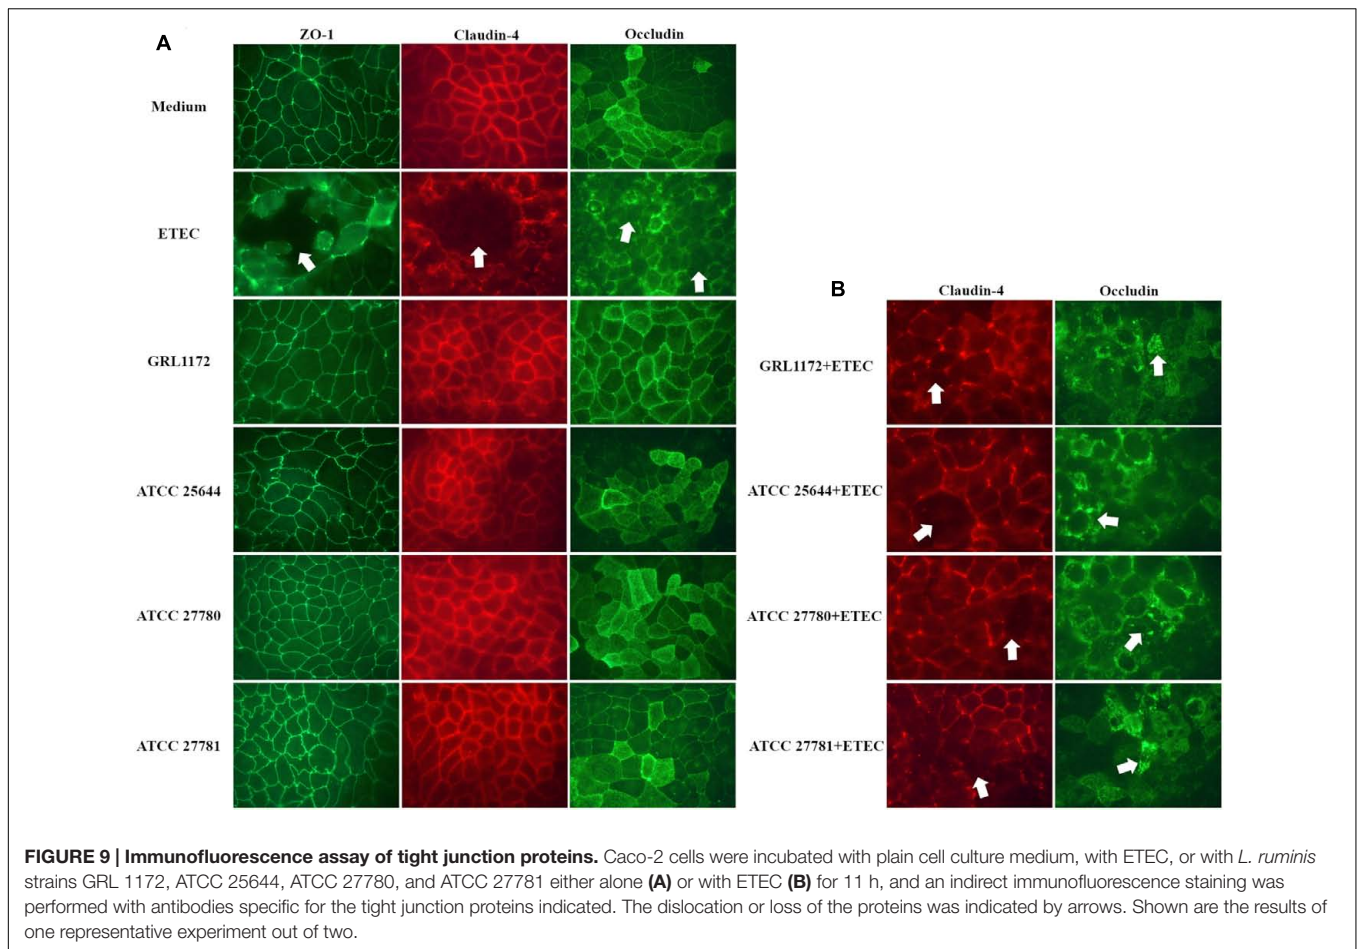 A
ZO-1 Claudin-4 Occludin
Medium
ETEC
GRL1172
ATCC 25644
ATCC 27780
ATCC 27781
B
Claudin-4 Occludin
GRL1172+ETEC
ATCC 25644+ETEC
ATCC 27780+ETEC
ATCC 27781+ETEC
FIGURE 9 | Immunofluorescence assay of tight junction proteins. Caco-2 cells were incubated with plain cell culture medium, with ETEC, or with L. ruminis
strains GRL 1172, ATCC 25644, ATCC 27780, and ATCC 27781 either alone (A) or with ETEC (B) for 11 h, and an indirect immunofluorescence staining was
performed with antibodies specific for the tight junction proteins indicated. The dislocation or loss of the proteins was indicated by arrows. Shown are the results of
one representative experiment out of two.